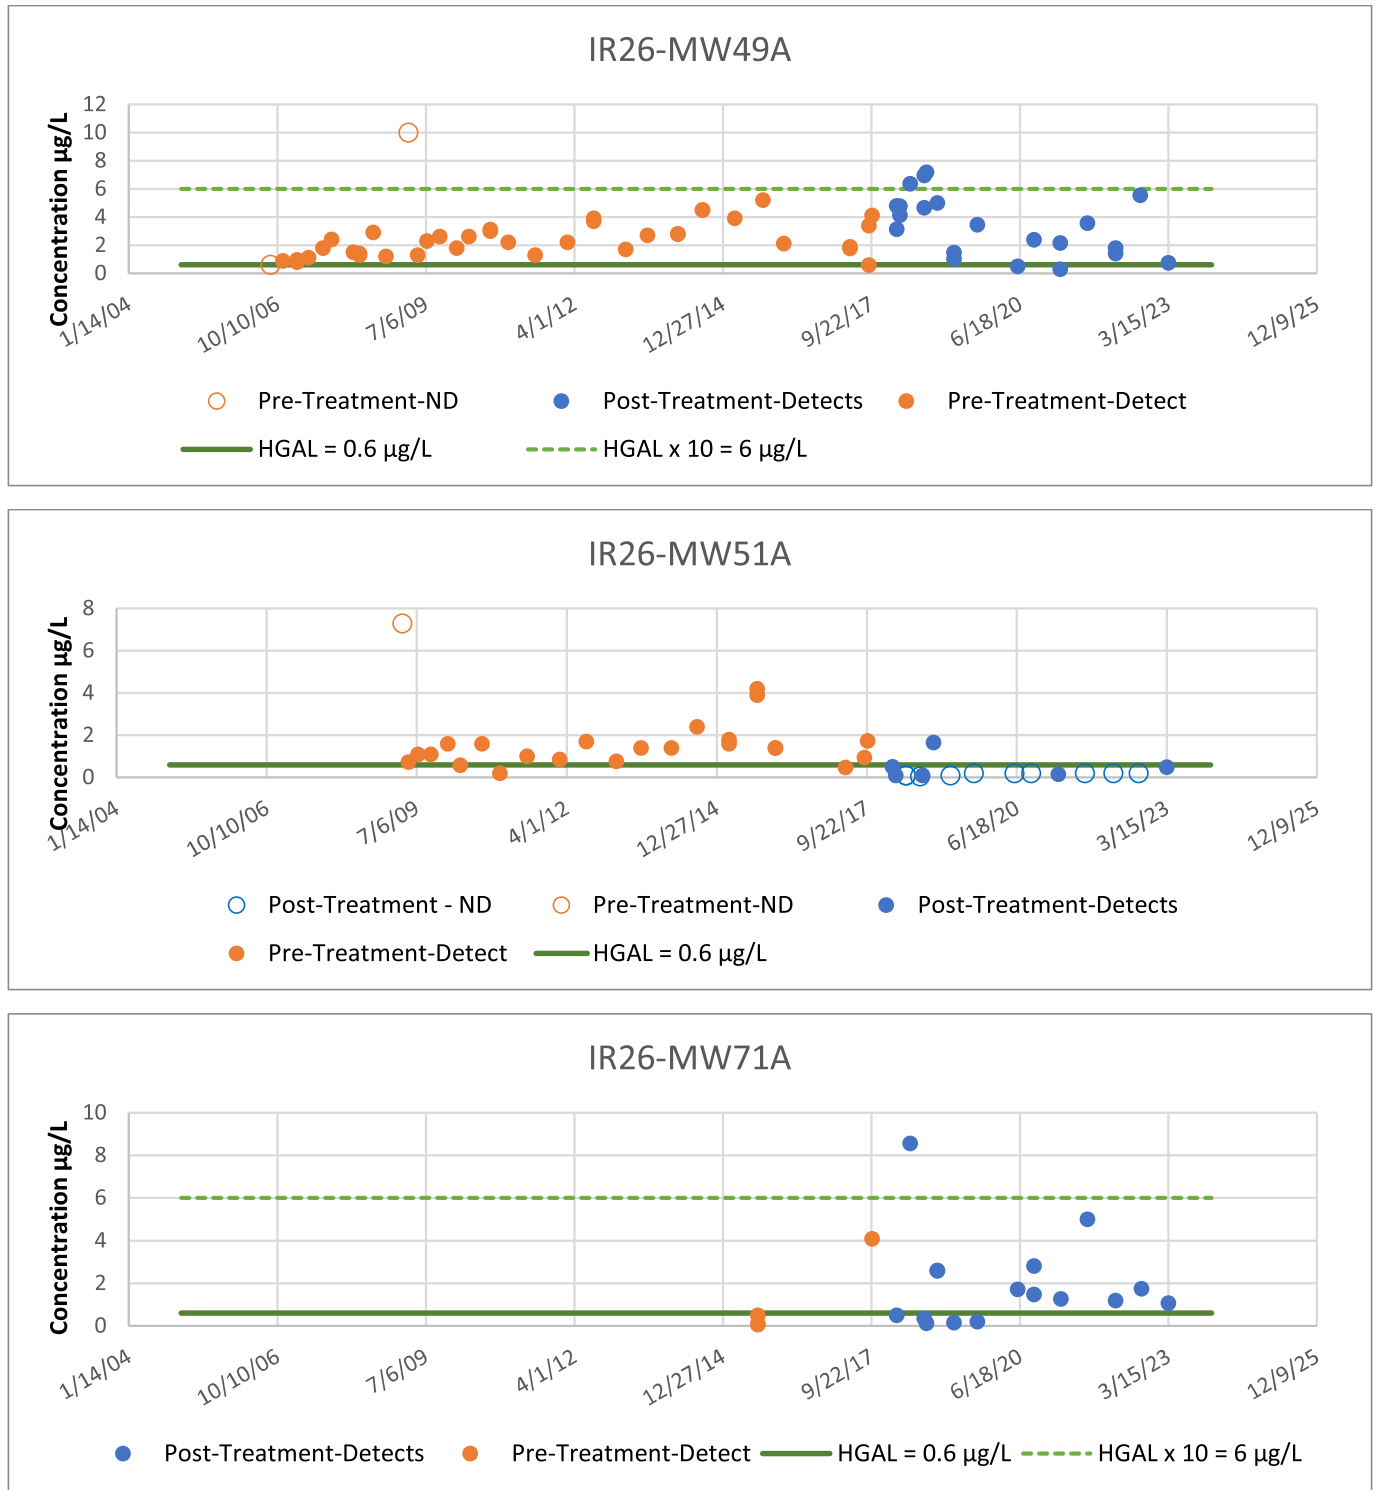 IR26-MW49A
Concentration µg/L
12
10
8
6
4
2
0
1/14/04 10/10/06 7/6/09 4/1/12 12/27/14 9/22/17 6/18/20 3/15/23 12/9/25
Pre-Treatment-ND Post-Treatment-Detects Pre-Treatment-Detect
HGAL = 0.6 µg/L HGAL x 10 = 6 µg/L
IR26-MW51A
Concentration µg/L
8
6
4
2
0
1/14/04 10/10/06 7/6/09 4/1/12 12/27/14 9/22/17 6/18/20 3/15/23 12/9/25
Post-Treatment - ND Pre-Treatment-ND Post-Treatment-Detects
Pre-Treatment-Detect HGAL = 0.6 µg/L
IR26-MW71A
Concentration µg/L
10
8
6
4
2
0
1/14/04 10/10/06 7/6/09 4/1/12 12/27/14 9/22/17 6/18/20 3/15/23 12/9/25
Post-Treatment-Detects Pre-Treatment-Detect HGAL = 0.6 µg/L HGAL x 10 = 6 µg/L